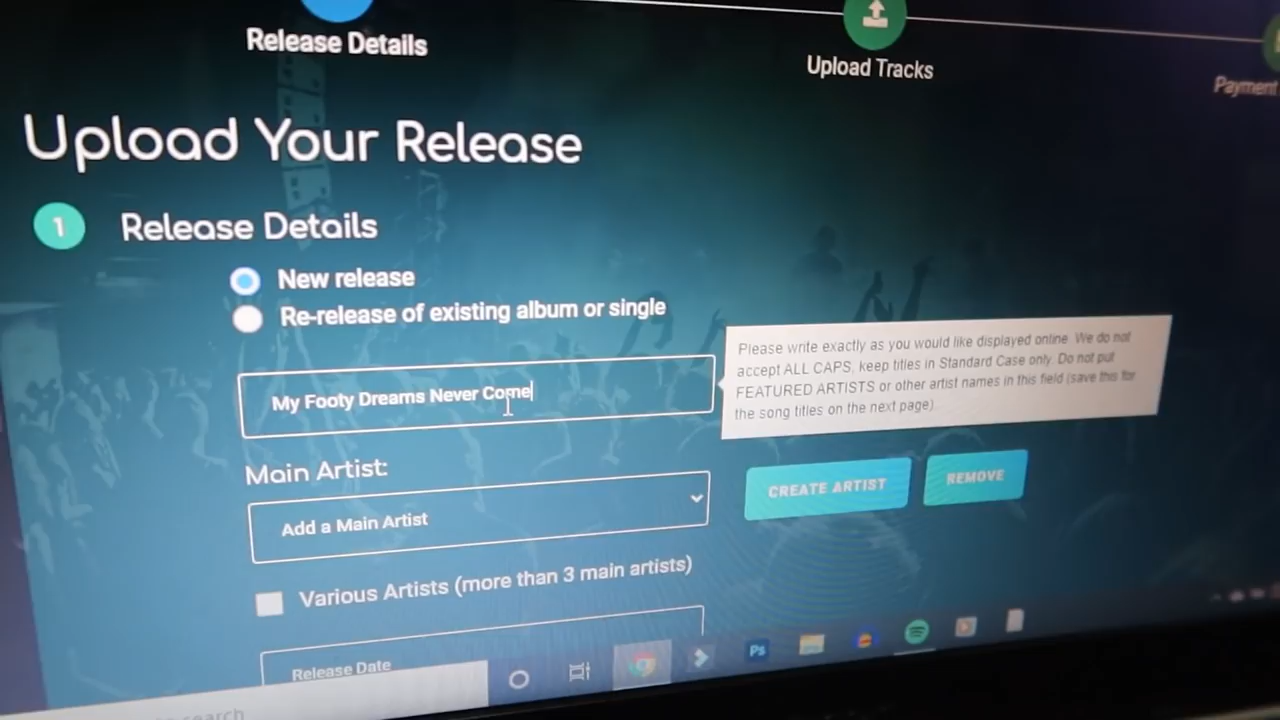 Release Details
Upload Tracks
Payment
Upload Your Release
1
Release Details
New release
Re-release of existing album or single
My Footy Dreams Never Come
Please write exactly as you would like displayed online. We do not
accept ALL CAPS, keep titles in Standard Case only. Do not put
FEATURED ARTISTS or other artist names in this field (save this for
the song titles on the next page)
Main Artist:
Add a Main Artist
CREATE ARTIST
REMOVE
Various Artists (more than 3 main artists)
Release Date
Ps
search